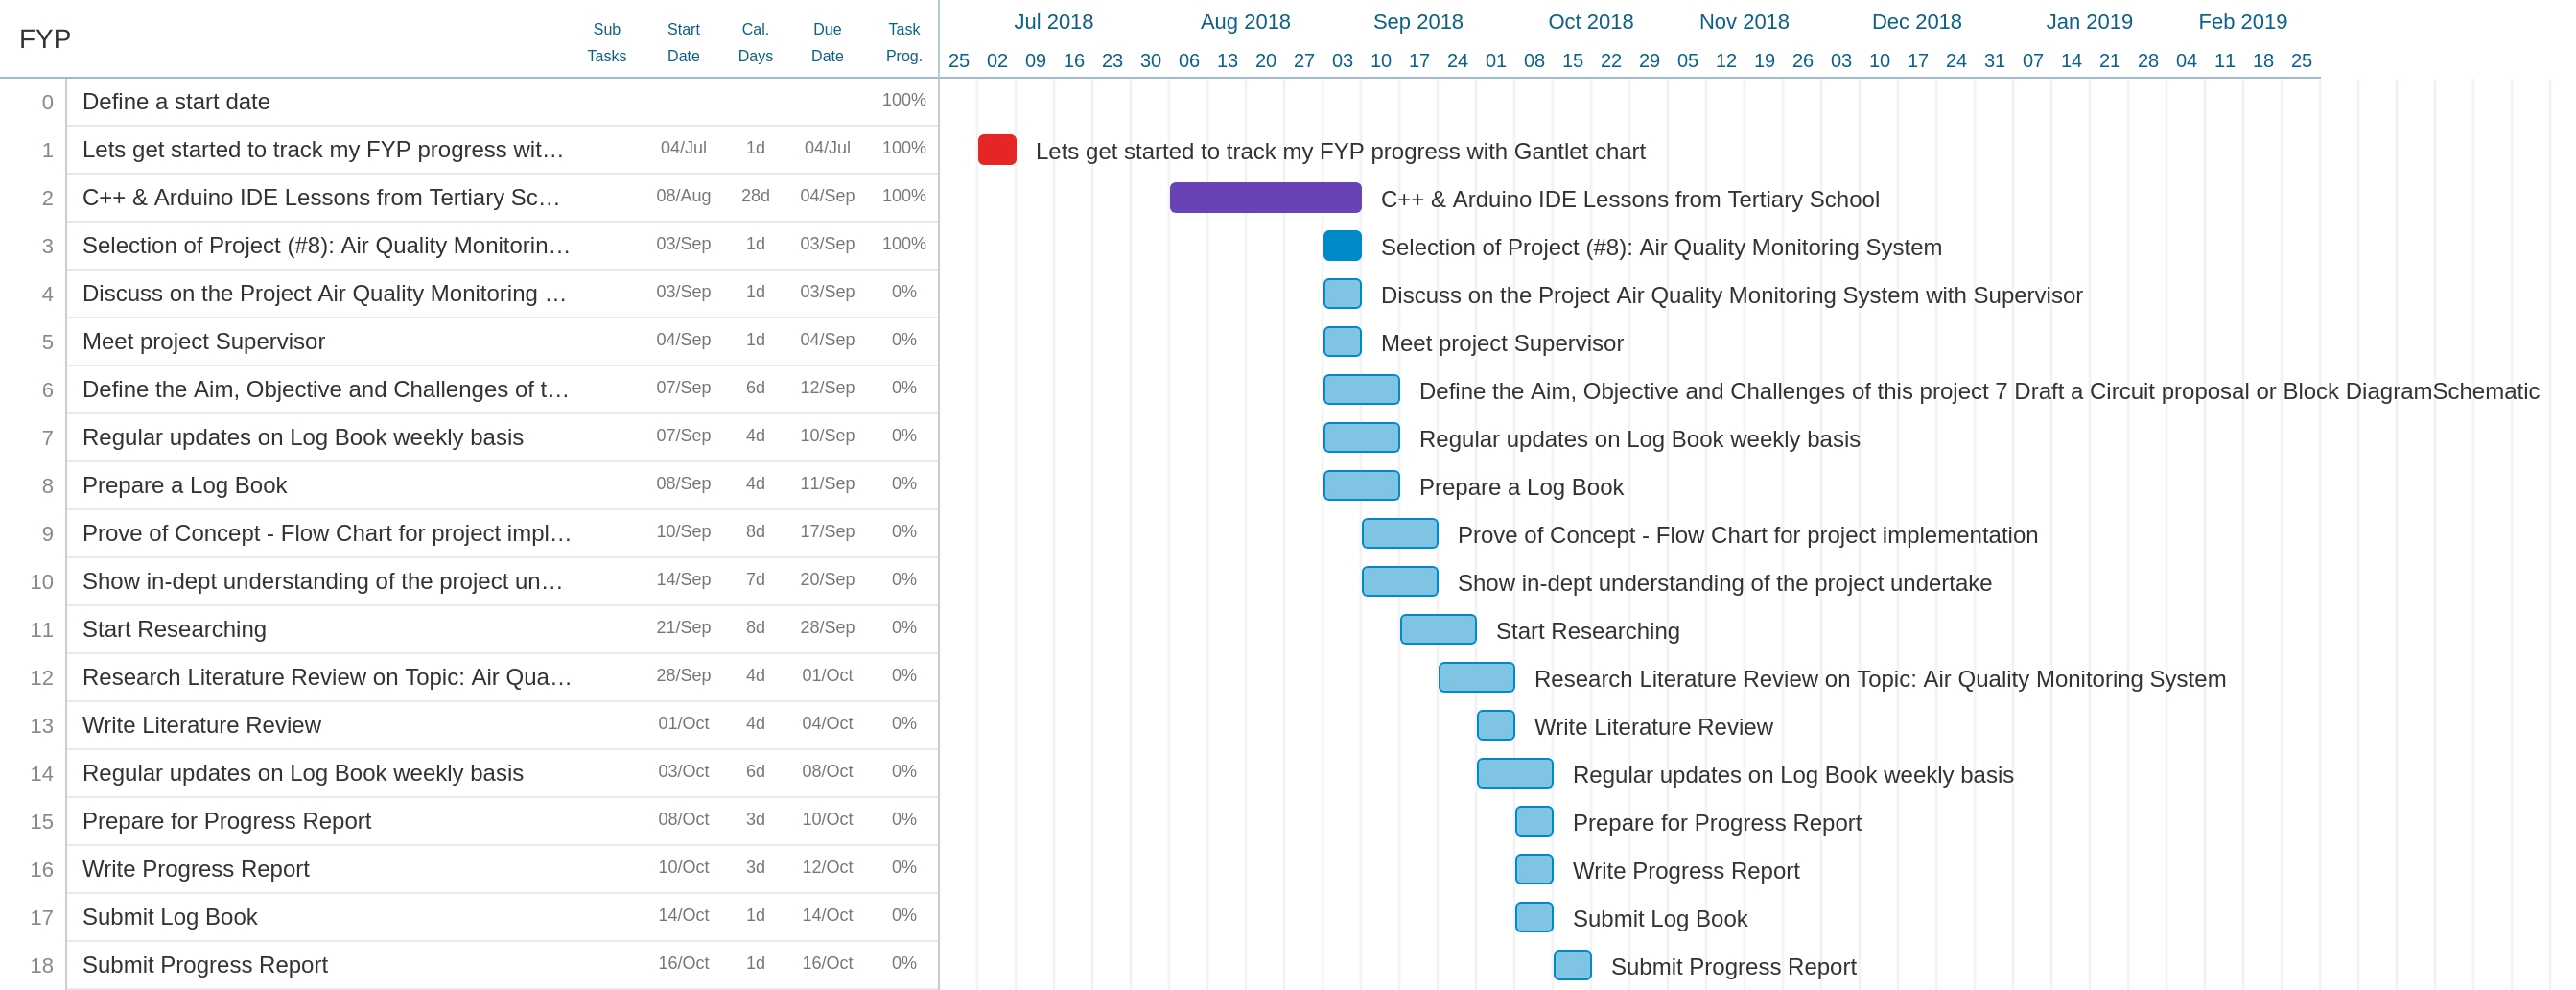 FYP Sub Tasks Start Date Cal. Days Due Date Task Prog. Jul 2018 Aug 2018 Sep 2018 Oct 2018 Nov 2018 Dec 2018 Jan 2019 Feb 2019
25 02 09 16 23 30 06 13 20 27 03 10 17 24 01 08 15 22 29 05 12 19 26 03 10 17 24 31 07 14 21 28 04 11 18 25
0 Define a start date 100%
1 Lets get started to track my FYP progress wit… 04/Jul 1d 04/Jul 100% Lets get started to track my FYP progress with Gantlet chart
2 C++ & Arduino IDE Lessons from Tertiary Sc… 08/Aug 28d 04/Sep 100% C++ & Arduino IDE Lessons from Tertiary School
3 Selection of Project (#8): Air Quality Monitorin… 03/Sep 1d 03/Sep 100% Selection of Project (#8): Air Quality Monitoring System
4 Discuss on the Project Air Quality Monitoring … 03/Sep 1d 03/Sep 0% Discuss on the Project Air Quality Monitoring System with Supervisor
5 Meet project Supervisor 04/Sep 1d 04/Sep 0% Meet project Supervisor
6 Define the Aim, Objective and Challenges of t… 07/Sep 6d 12/Sep 0% Define the Aim, Objective and Challenges of this project 7 Draft a Circuit proposal or Block DiagramSchematic
7 Regular updates on Log Book weekly basis 07/Sep 4d 10/Sep 0% Regular updates on Log Book weekly basis
8 Prepare a Log Book 08/Sep 4d 11/Sep 0% Prepare a Log Book
9 Prove of Concept - Flow Chart for project impl… 10/Sep 8d 17/Sep 0% Prove of Concept - Flow Chart for project implementation
10 Show in-dept understanding of the project un… 14/Sep 7d 20/Sep 0% Show in-dept understanding of the project undertake
11 Start Researching 21/Sep 8d 28/Sep 0% Start Researching
12 Research Literature Review on Topic: Air Qua… 28/Sep 4d 01/Oct 0% Research Literature Review on Topic: Air Quality Monitoring System
13 Write Literature Review 01/Oct 4d 04/Oct 0% Write Literature Review
14 Regular updates on Log Book weekly basis 03/Oct 6d 08/Oct 0% Regular updates on Log Book weekly basis
15 Prepare for Progress Report 08/Oct 3d 10/Oct 0% Prepare for Progress Report
16 Write Progress Report 10/Oct 3d 12/Oct 0% Write Progress Report
17 Submit Log Book 14/Oct 1d 14/Oct 0% Submit Log Book
18 Submit Progress Report 16/Oct 1d 16/Oct 0% Submit Progress Report